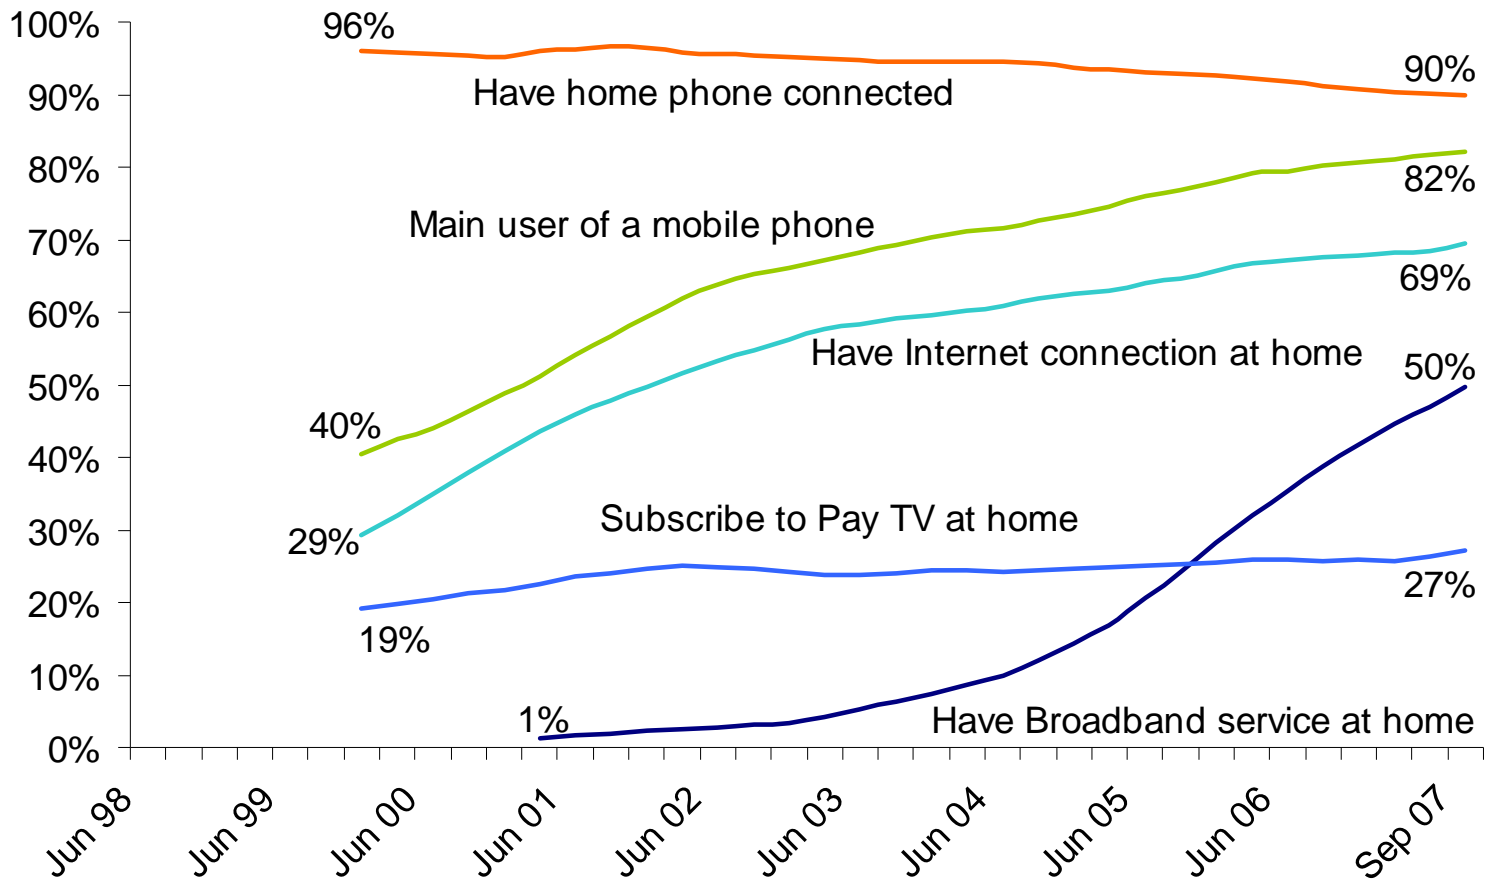 100%
96%
90%
Have home phone connected
90%
80%
82%
Main user of a mobile phone
70%
69%
60%
Have Internet connection at home
50%
50%
40%
40%
Subscribe to Pay TV at home
30%
29%
27%
20%
19%
10%
1%
Have Broadband service at home
0%
Jun 98
Jun 99
Jun 00
Jun 01
Jun 02
Jun 03
Jun 04
Jun 05
Jun 06
Sep 07